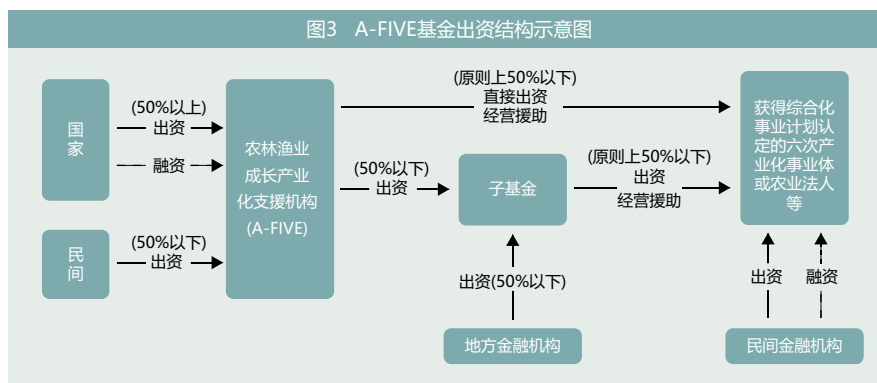 图3 A-FIVE基金出资结构示意图
国
家
(50%以上)
出资
融资
民
间
(50%以下)
出资
农林渔业
成长产业
化支援机构
(A-FIVE)
(原则上50%以下)
直接出资
经营援助
(50%以下)
出资
子基金
(原则上50%以下)
出资
经营援助
获得综合化
事业计划认
定的六次产
业化事业体
或农业法人
等
出资(50%以下)
地方金融机构
出资
融资
民间金融机构